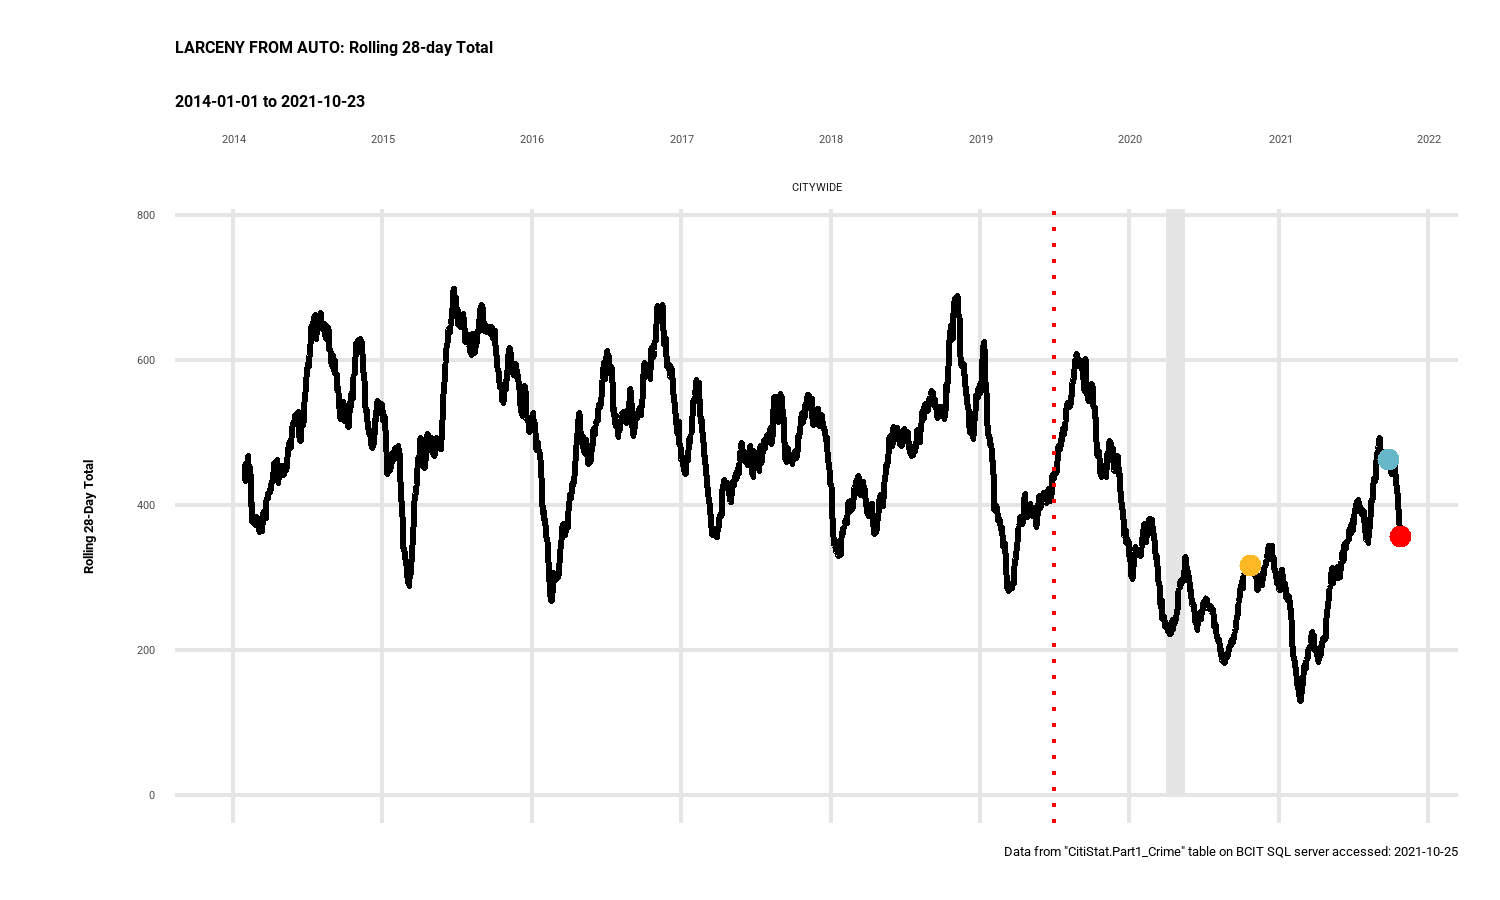 LARCENY FROM AUTO: Rolling 28-day Total
2014-01-01 to 2021-10-23
2014 2015 2016 2017 2018 2019 2020 2021 2022
CITYWIDE
800
600
400
200
0
Rolling 28-Day Total
Data from "CitiStat.Part1_Crime" table on BCIT SQL server accessed: 2021-10-25